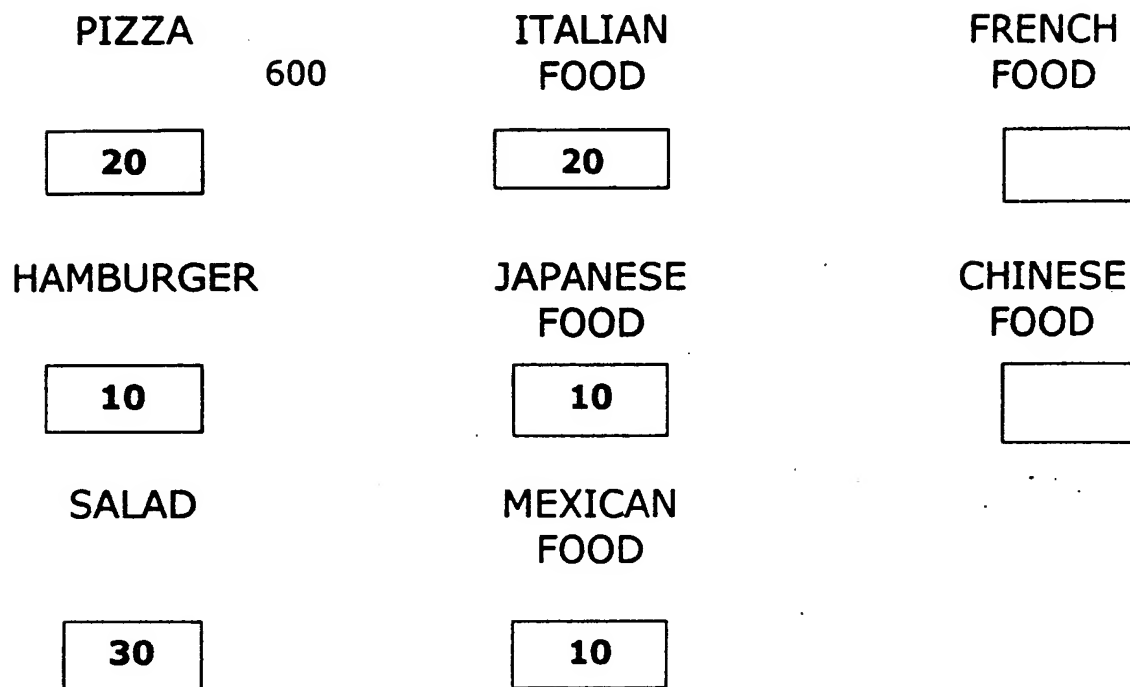 PIZZA
600
20
ITALIAN
FOOD
20
FRENCH
FOOD
HAMBURGER
10
JAPANESE
FOOD
10
CHINESE
FOOD
SALAD
30
MEXICAN
FOOD
10